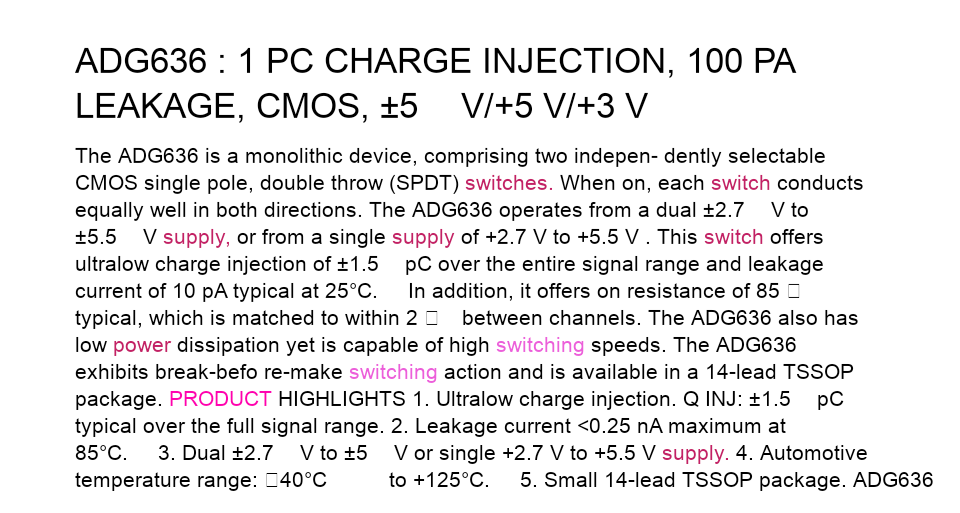 ADG636 : 1 PC CHARGE INJECTION, 100 PA
LEAKAGE, CMOS, ±5 V/+5 V/+3 V
The ADG636 is a monolithic device, comprising two indepen- dently selectable
CMOS single pole, double throw (SPDT) switches. When on, each switch conducts
equally well in both directions. The ADG636 operates from a dual ±2.7 V to
±5.5 V supply, or from a single supply of +2.7 V to +5.5 V . This switch offers
ultralow charge injection of ±1.5 pC over the entire signal range and leakage
current of 10 pA typical at 25°C. In addition, it offers on resistance of 85 □
typical, which is matched to within 2 □ between channels. The ADG636 also has
low power dissipation yet is capable of high switching speeds. The ADG636
exhibits break-befo re-make switching action and is available in a 14-lead TSSOP
package. PRODUCT HIGHLIGHTS 1. Ultralow charge injection. Q INJ: ±1.5 pC
typical over the full signal range. 2. Leakage current <0.25 nA maximum at
85°C. 3. Dual ±2.7 V to ±5 V or single +2.7 V to +5.5 V supply. 4. Automotive
temperature range: □40°C to +125°C. 5. Small 14-lead TSSOP package. ADG636